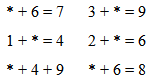 * + 6 = 7    3 + * = 9
1 + * = 4    2 + * = 6
* + 4 = 9    * + 6 = 8